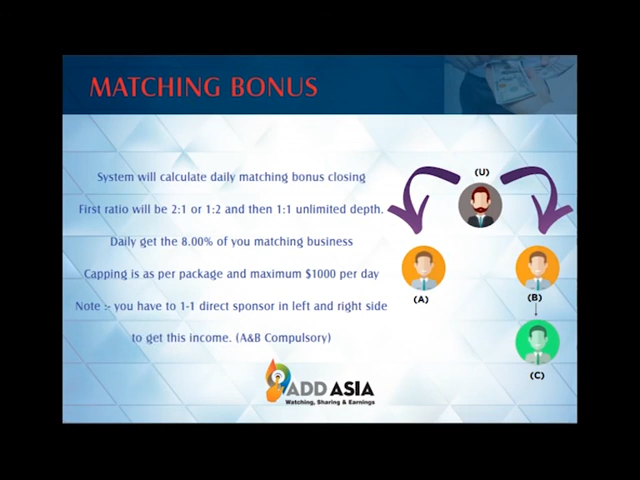 MATCHING BONUS
System will calculate daily matching bonus closing
First ratio will be 2:1 or 1:2 and then 1:1 unlimited depth.
Daily get the 8.00% of you matching business
Capping is as per package and maximum $1000 per day
Note :- you have to 1-1 direct sponsor in left and right side
to get this income. (A&B Compulsory)
(U)
(A)
(B)
(C)
ADD ASIA
Watching, Sharing & Earnings